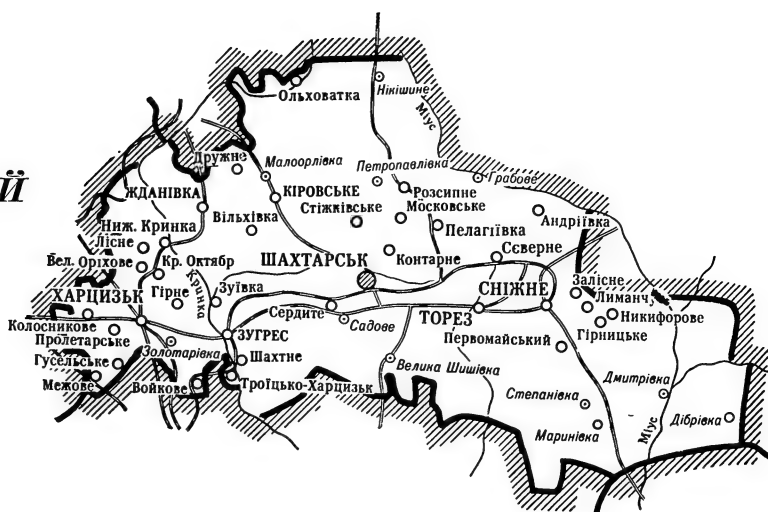 Й
Ольховатка
Нікішине
Міус
Дружне
Малоорлівка
Петропавлівка
Грабове
ЖДАНІВКА
КІРОВСЬКЕ
Розсипне
Стіжківське
Московське
Вільхівка
Андріївка
Ниж. Кринка
Пелагіївка
Лісне
Вел. Оріхове
Кр. Октябр
ШАХТАРСЬК
Контарне
Сєверне
Кринка
Зуївка
Гірне
ХАРЦИЗЬК
СНІЖНЕ
Залісне
Лиманч
Никифорове
Сердите
Садове
ТОРЕЗ
Гірницьке
Колосникове
Пролетарське
ЗУГРЕС
Первомайський
Золотарівка
Шахтне
Гусельське
Велика Шишівка
Межове
Войкове
Троїцько-Харцизьк
Дмитрівка
Степанівка
Міус
Дібрівка
Маринівка